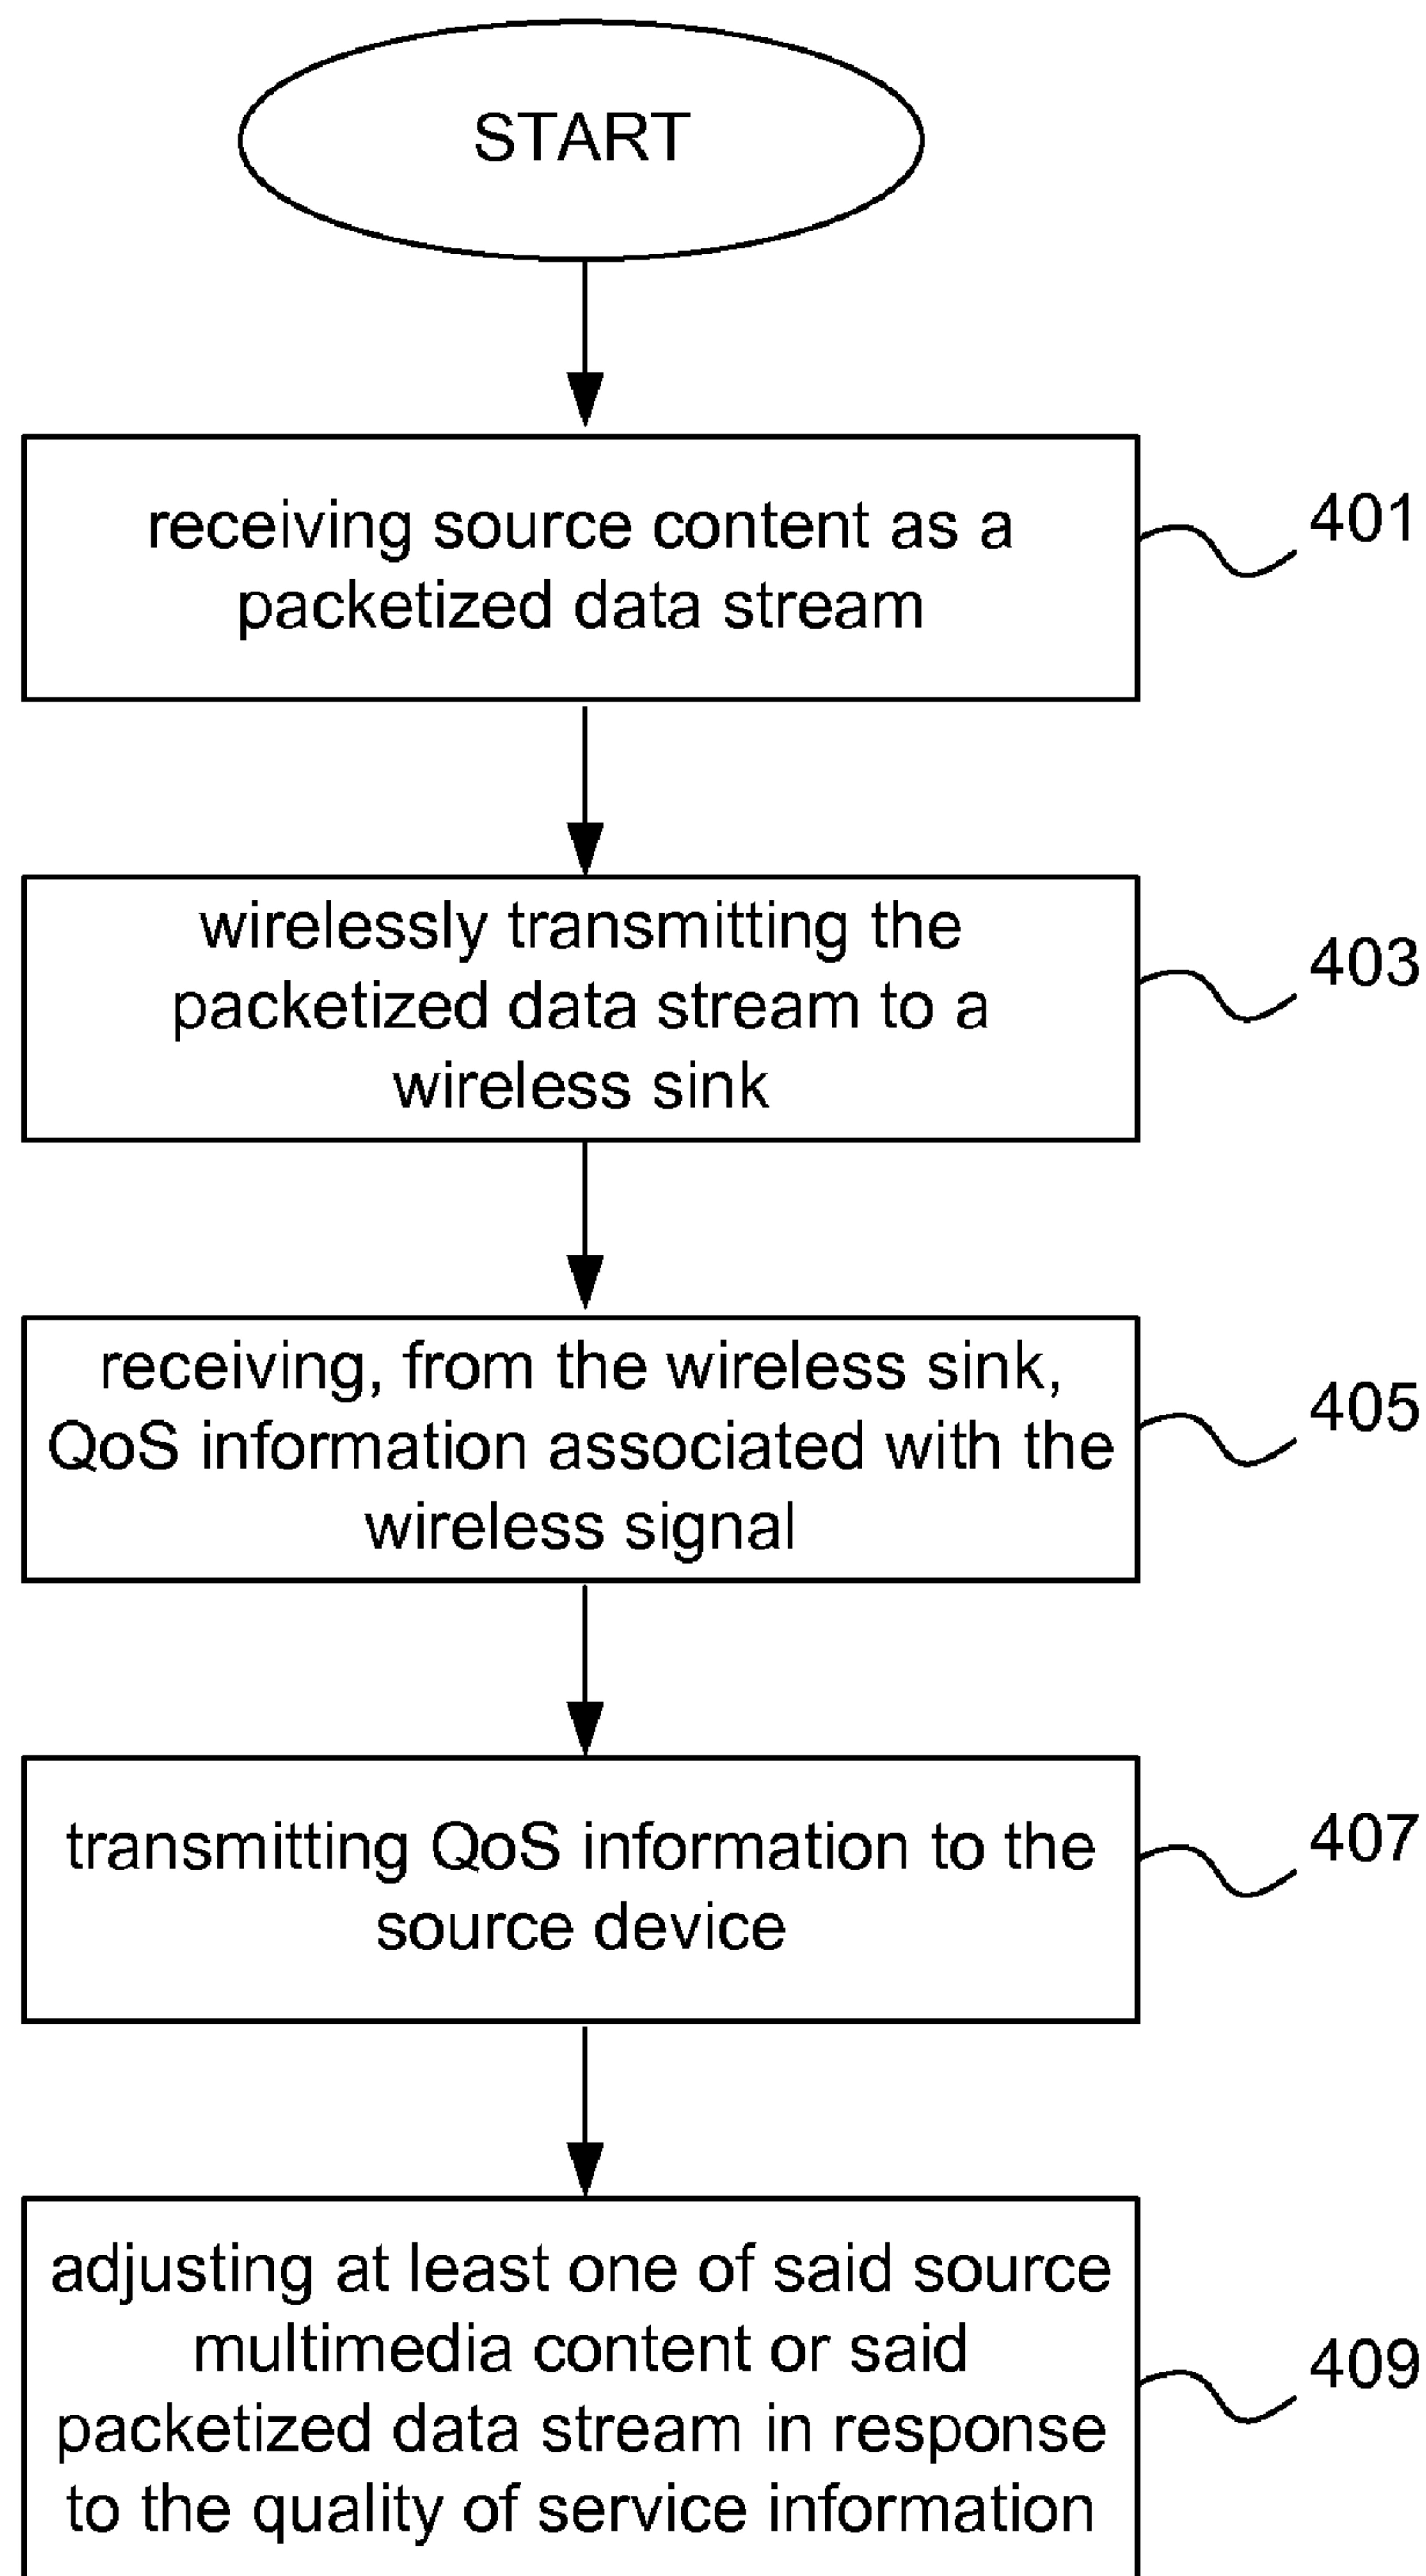 START
receiving source content as a
packetized data stream
401
wirelessly transmitting the
packetized data stream to a
wireless sink
403
receiving, from the wireless sink,
QoS information associated with the
wireless signal
405
transmitting QoS information to the
source device
407
adjusting at least one of said source
multimedia content or said
packetized data stream in response
to the quality of service information
409